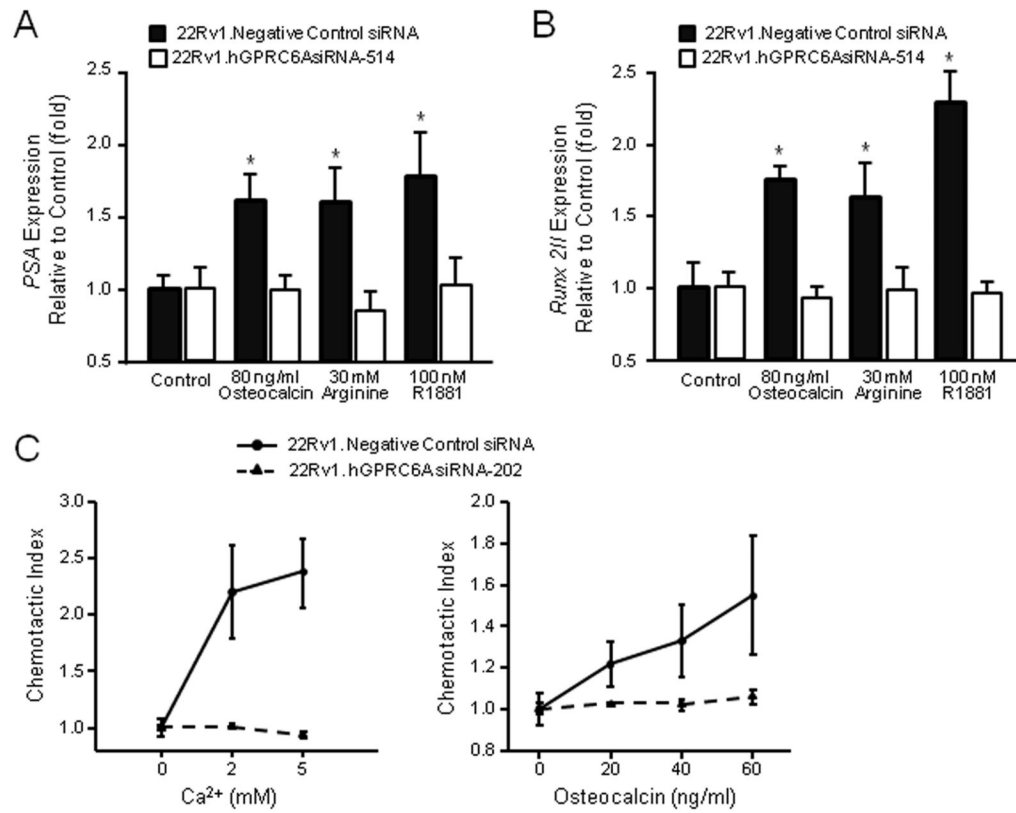 A
22Rv1.Negative Control siRNA
22Rv1.hGPRC6AsiRNA-514
PSA Expression
Relative to Control (fold)
2.5
2.0
1.5
1.0
0.5
*
*
*
Control
80 ng/ml
Osteocalcin
30 mM
Arginine
100 nM
R1881
B
22Rv1.Negative Control siRNA
22Rv1.hGPRC6AsiRNA-514
Runx 2II Expression
Relative to Control (fold)
2.5
2.0
1.5
1.0
0.5
*
*
*
Control
80 ng/ml
Osteocalcin
30 mM
Arginine
100 nM
R1881
C
22Rv1.Negative Control siRNA
22Rv1.hGPRC6AsiRNA-202
Chemotactic Index
3.0
2.5
2.0
1.5
1.0
0
2
5
Ca2+ (mM)
Chemotactic Index
1.8
1.6
1.4
1.2
1.0
0.8
0
20
40
60
Osteocalcin (ng/ml)